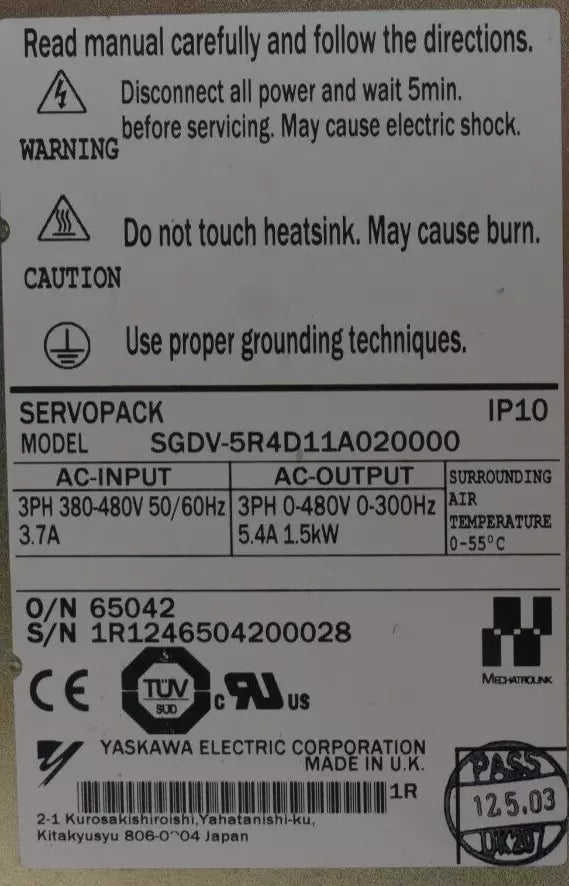 Read manual carefully and follow the directions.
Disconnect all power and wait 5min.
before servicing. May cause electric shock.
WARNING
Do not touch heatsink. May cause burn.
CAUTION
Use proper grounding techniques.
SERVOPACK IP10
MODEL SGDV-5R4D11A020000
AC-INPUT AC-OUTPUT SURROUNDING
3PH 380-480V 50/60Hz 3PH 0-480V 0-300Hz AIR
3.7A 5.4A 1.5kW TEMPERATURE
0-55°C
O/N 65042
S/N 1R1246504200028
MECHATROLINK
CE TÜV SÜD c RU US
YASKAWA ELECTRIC CORPORATION
MADE IN U.K.
1R
2-1 Kurosakishiroishi,Yahatanishi-ku,
Kitakyusyu Japan
PASS
12.5.03